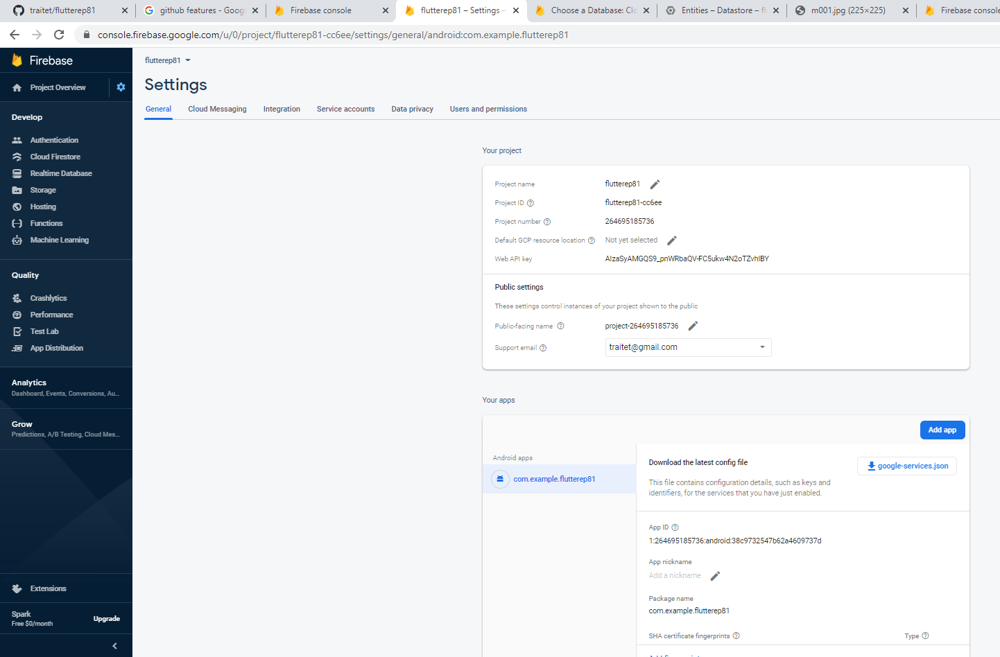 traitet/flutterep81
github features - Goog
Firebase console
flutterep81 – Settings –
Choose a Database: Clo
Entities – Datastore – fl
m001.jpg (225×225)
Firebase console
console.firebase.google.com/u/0/project/flutterep81-cc6ee/settings/general/android:com.example.flutterep81
Firebase
Project Overview
Develop
Authentication
Cloud Firestore
Realtime Database
Storage
Hosting
Functions
Machine Learning
Quality
Crashlytics
Performance
Test Lab
App Distribution
Analytics
Dashboard, Events, Conversions, Au...
Grow
Predictions, A/B Testing, Cloud Mes...
Extensions
Spark
Free $0/month
Upgrade
flutterep81
Settings
General
Cloud Messaging
Integration
Service accounts
Data privacy
Users and permissions
Your project
Project name
flutterep81
Project ID
flutterep81-cc6ee
Project number
264695185736
Default GCP resource location
Not yet selected
Web API key
AIzaSyAMGQS9_pnWRbaQV-FC5ukw4N2oTZvhIBY
Public settings
These settings control instances of your project shown to the public
Public-facing name
project-264695185736
Support email
traitet@gmail.com
Your apps
Add app
Android apps
com.example.flutterep81
Download the latest config file
google-services.json
This file contains configuration details, such as keys and
identifiers, for the services that you have just enabled.
App ID
1:264695185736:android:38c9732547b62a4609737d
App nickname
Add a nickname
Package name
com.example.flutterep81
SHA certificate fingerprints
Type